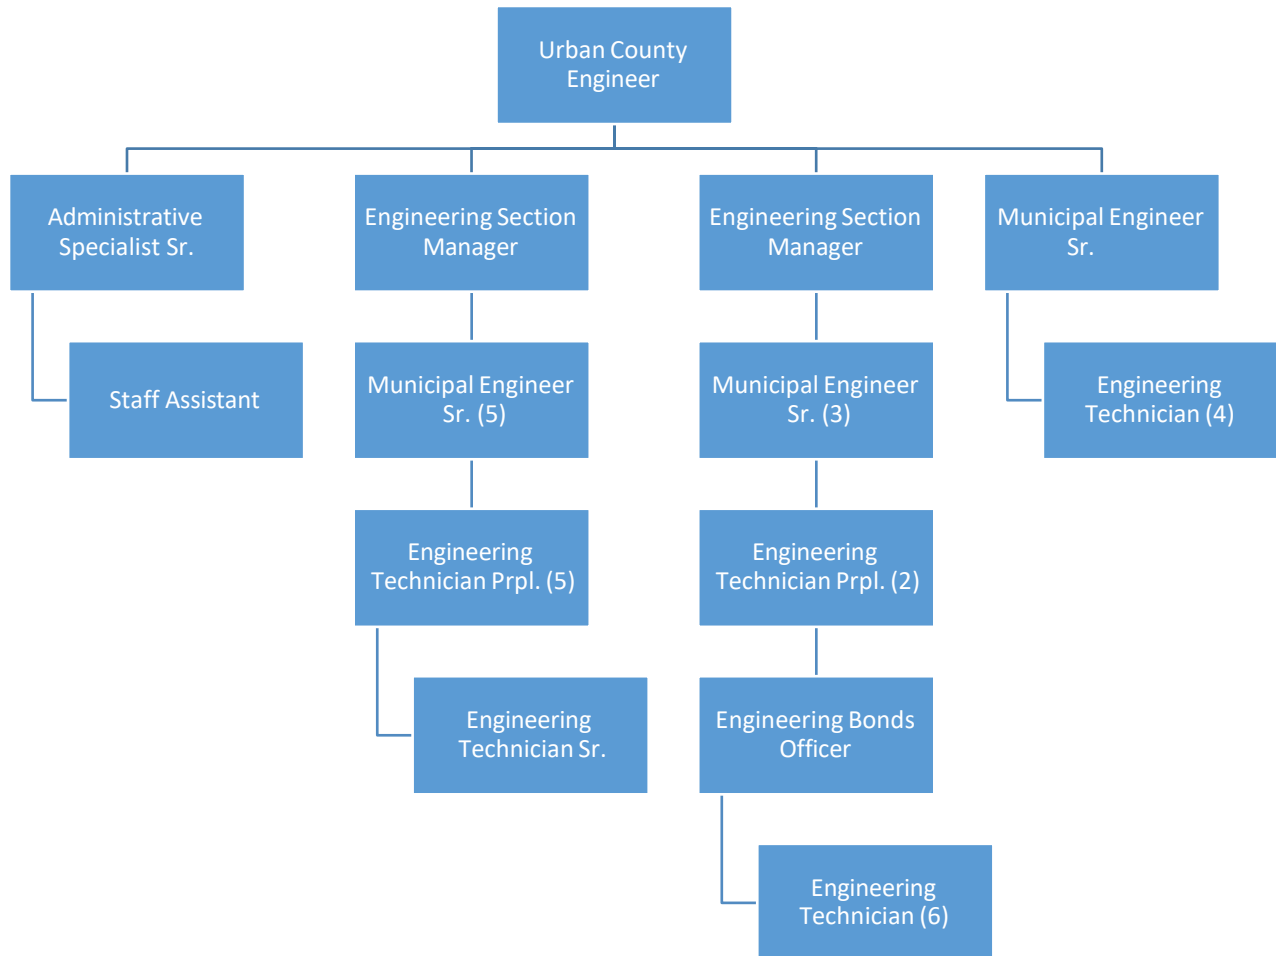 Urban County
Engineer
Administrative
Specialist Sr.
Engineering Section
Manager
Engineering Section
Manager
Municipal Engineer
Sr.
Staff Assistant
Municipal Engineer
Sr. (5)
Municipal Engineer
Sr. (3)
Engineering
Technician (4)
Engineering
Technician Prpl. (5)
Engineering
Technician Prpl. (2)
Engineering
Technician Sr.
Engineering Bonds
Officer
Engineering
Technician (6)